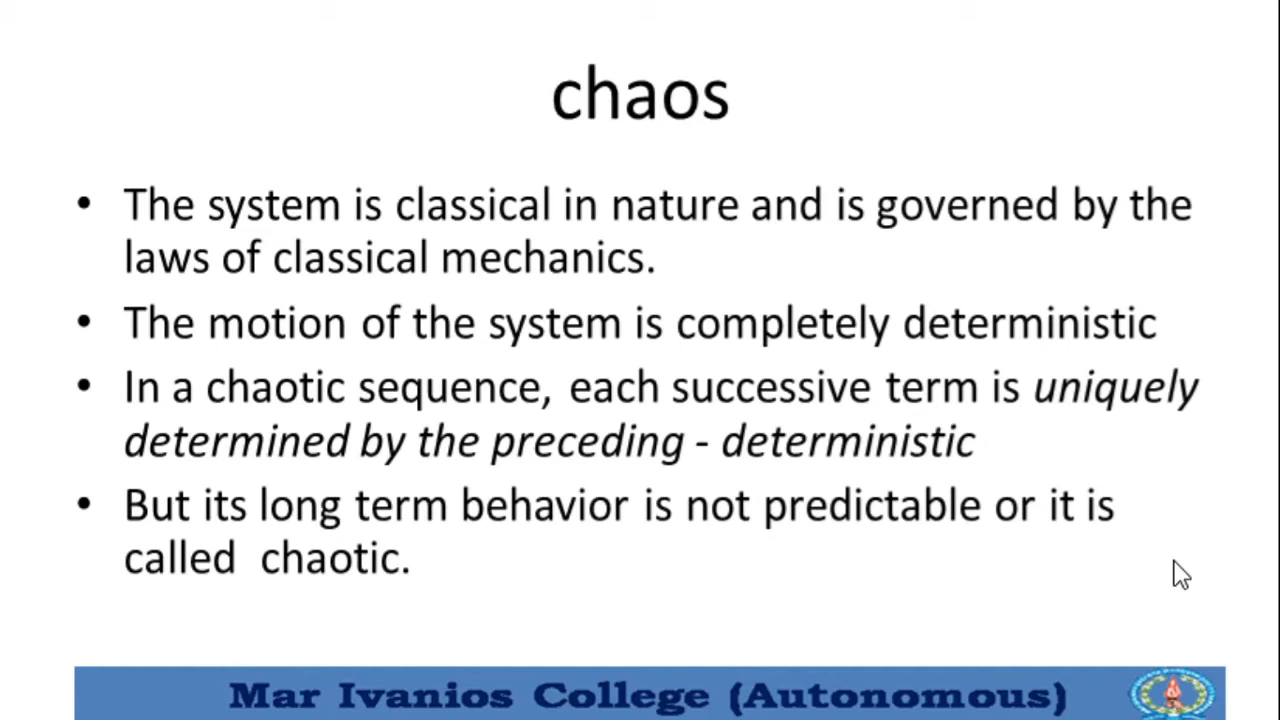 chaos
• The system is classical in nature and is governed by the
laws of classical mechanics.
• The motion of the system is completely deterministic
• In a chaotic sequence, each successive term is uniquely
determined by the preceding - deterministic
• But its long term behavior is not predictable or it is
called chaotic.
Mar Ivanios College (Autonomous)